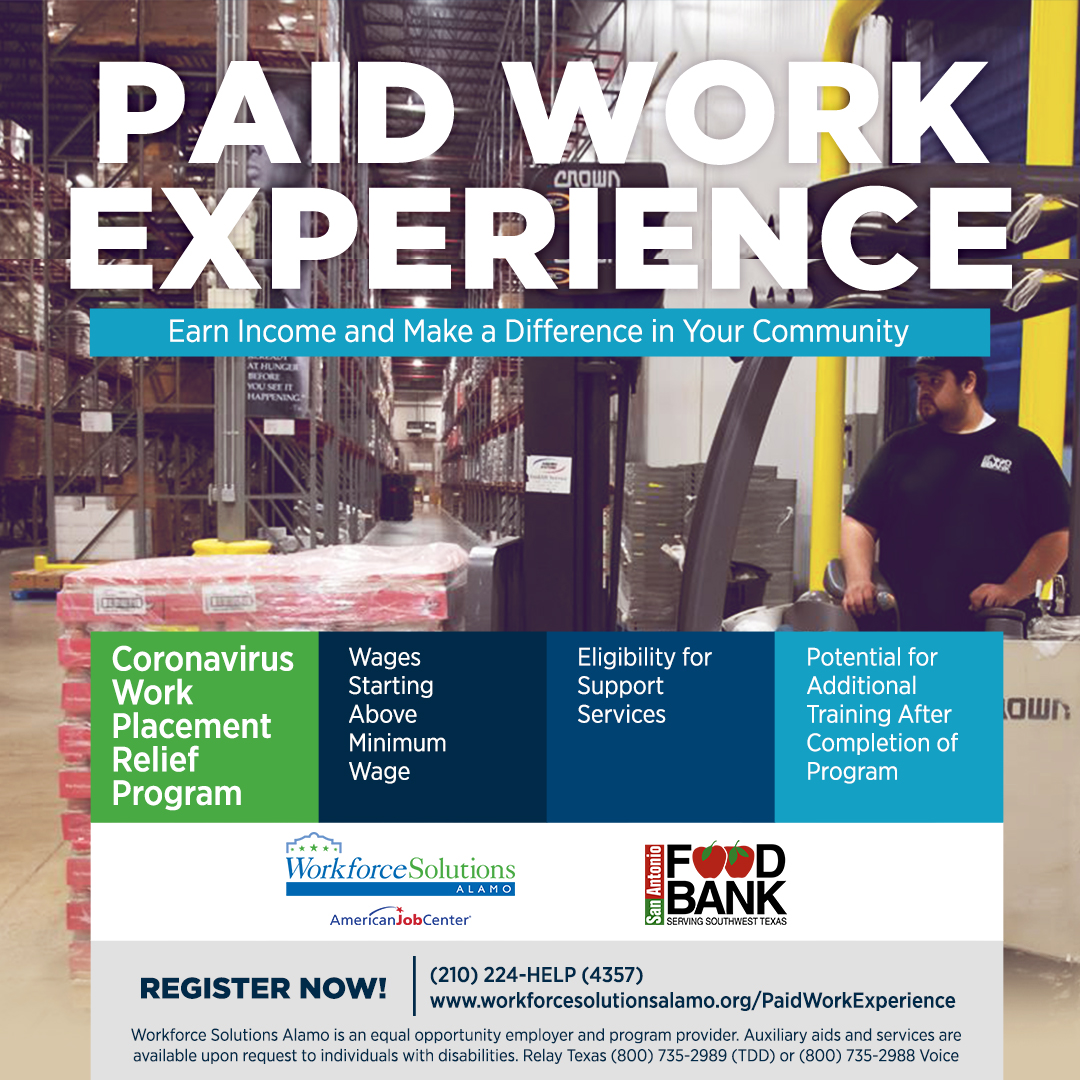 PAID WORK
EXPERIENCE
CROWN
Earn Income and Make a Difference in Your Community
AT HUNGER
BEFORE
YOU SEE IT
HAPPENING."
FOOD
BANK
Coronavirus
Work
Placement
Relief
Program
Wages
Starting
Above
Minimum
Wage
Eligibility for
Support
Services
Potential for
Additional
Training After
Completion of
Program
CROWN
WorkforceSolutions
ALAMO
AmericanJobCenter
San Antonio
FOOD
BANK
SERVING SOUTHWEST TEXAS
REGISTER NOW!
(210) 224-HELP (4357)
www.workforcesolutionsalamo.org/PaidWorkExperience
Workforce Solutions Alamo is an equal opportunity employer and program provider. Auxiliary aids and services are
available upon request to individuals with disabilities. Relay Texas (800) 735-2989 (TDD) or (800) 735-2988 Voice